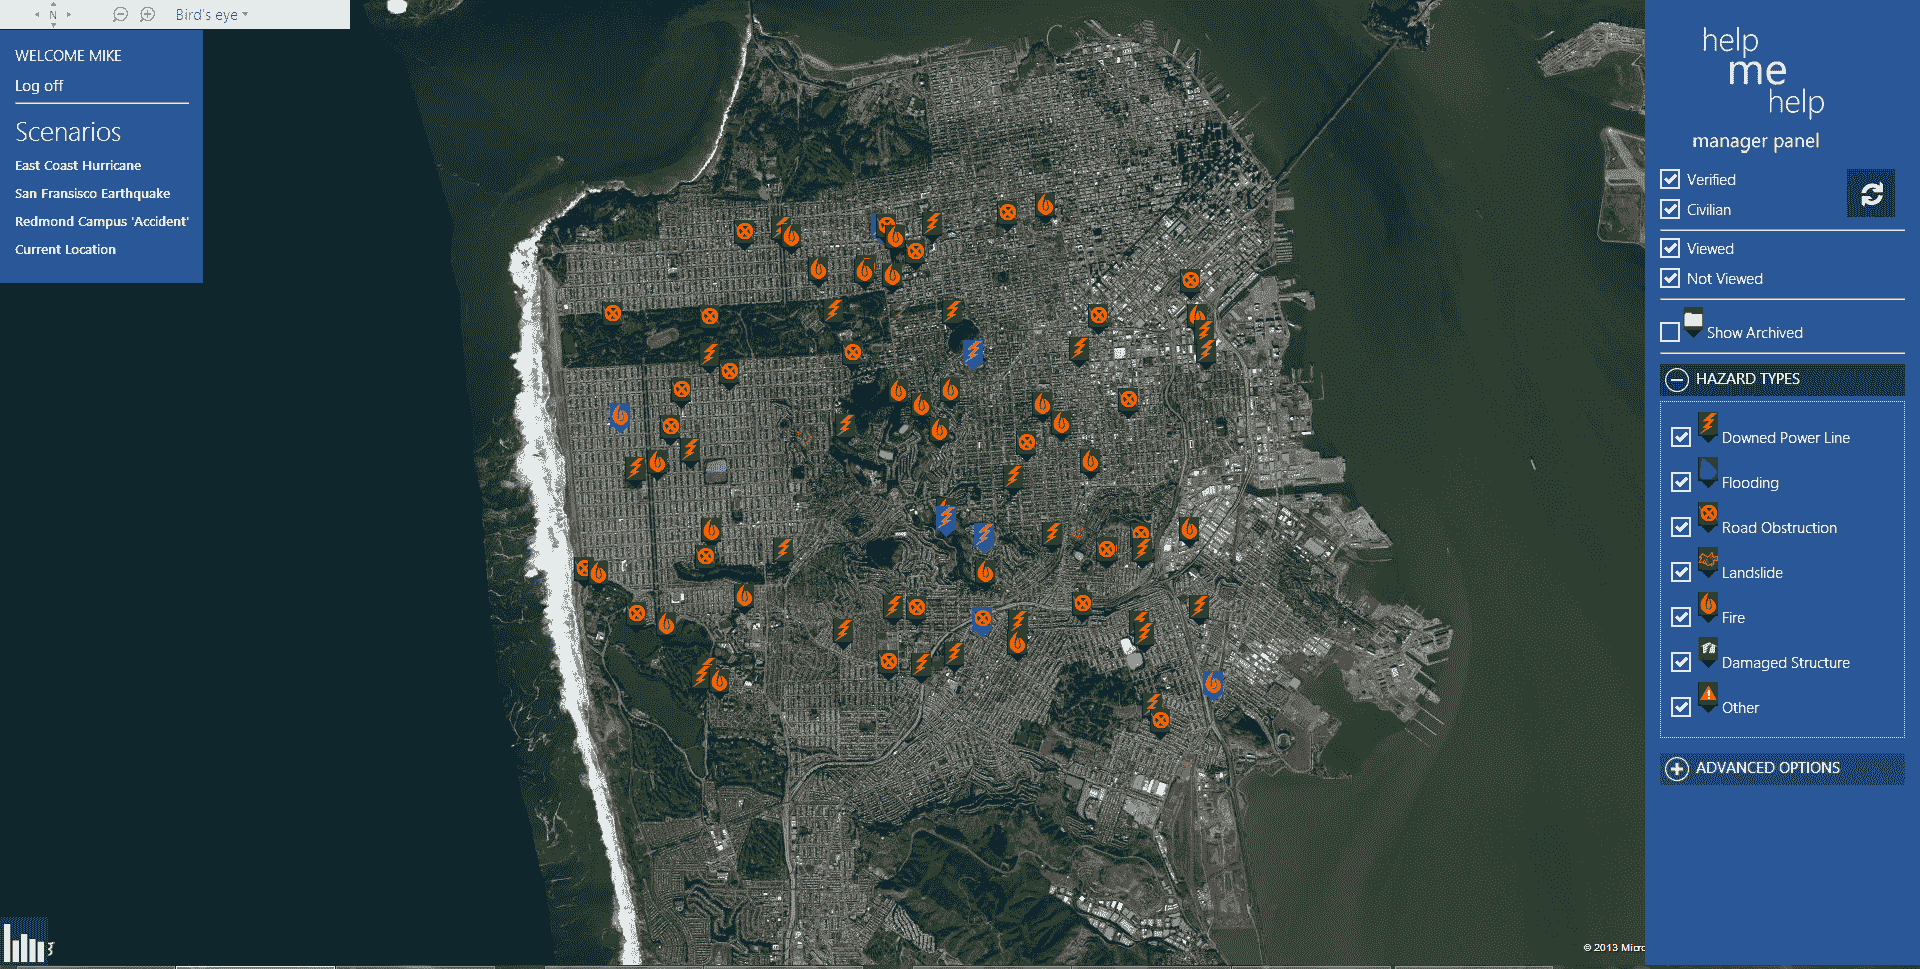 N
Bird's eye
WELCOME MIKE
Log off
Scenarios
East Coast Hurricane
San Fransisco Earthquake
Redmond Campus 'Accident'
Current Location
help
me
help
manager panel
Verified
Civilian
Viewed
Not Viewed
Show Archived
HAZARD TYPES
Downed Power Line
Flooding
Road Obstruction
Landslide
Fire
Damaged Structure
Other
ADVANCED OPTIONS
© 2013 Micro